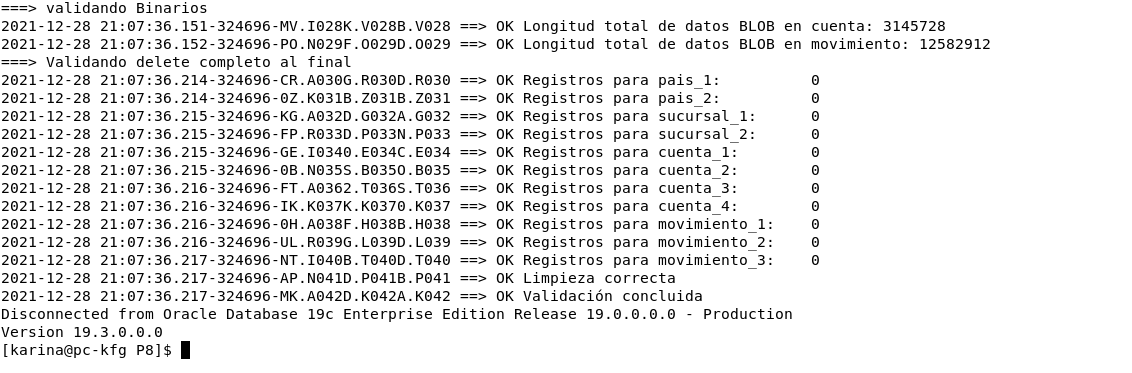 ===> validando Binarios
2021-12-28 21:07:36.151-324696-MV.I028K.V028B.V028 ==> OK Longitud total de datos BLOB en cuenta: 3145728
2021-12-28 21:07:36.152-324696-PO.N029F.O029D.O029 ==> OK Longitud total de datos BLOB en movimiento: 12582912
===> Validando delete completo al final
2021-12-28 21:07:36.214-324696-CR.A030G.R030D.R030 ==> OK Registros para pais_1:          0
2021-12-28 21:07:36.214-324696-0Z.K031B.Z031B.Z031 ==> OK Registros para pais_2:          0
2021-12-28 21:07:36.215-324696-KG.A032D.G032A.G032 ==> OK Registros para sucursal_1:      0
2021-12-28 21:07:36.215-324696-FP.R033D.P033N.P033 ==> OK Registros para sucursal_2:      0
2021-12-28 21:07:36.215-324696-GE.I0340.E034C.E034 ==> OK Registros para cuenta_1:        0
2021-12-28 21:07:36.215-324696-0B.N035S.B035O.B035 ==> OK Registros para cuenta_2:        0
2021-12-28 21:07:36.216-324696-FT.A0362.T036S.T036 ==> OK Registros para cuenta_3:        0
2021-12-28 21:07:36.216-324696-IK.K037K.K0370.K037 ==> OK Registros para cuenta_4:        0
2021-12-28 21:07:36.216-324696-0H.A038F.H038B.H038 ==> OK Registros para movimiento_1:    0
2021-12-28 21:07:36.216-324696-UL.R039G.L039D.L039 ==> OK Registros para movimiento_2:    0
2021-12-28 21:07:36.217-324696-NT.I040B.T040D.T040 ==> OK Registros para movimiento_3:    0
2021-12-28 21:07:36.217-324696-AP.N041D.P041B.P041 ==> OK Limpieza correcta
2021-12-28 21:07:36.217-324696-MK.A042D.K042A.K042 ==> OK Validación concluida
Disconnected from Oracle Database 19c Enterprise Edition Release 19.0.0.0.0 - Production
Version 19.3.0.0.0
[karina@pc-kfg P8]$